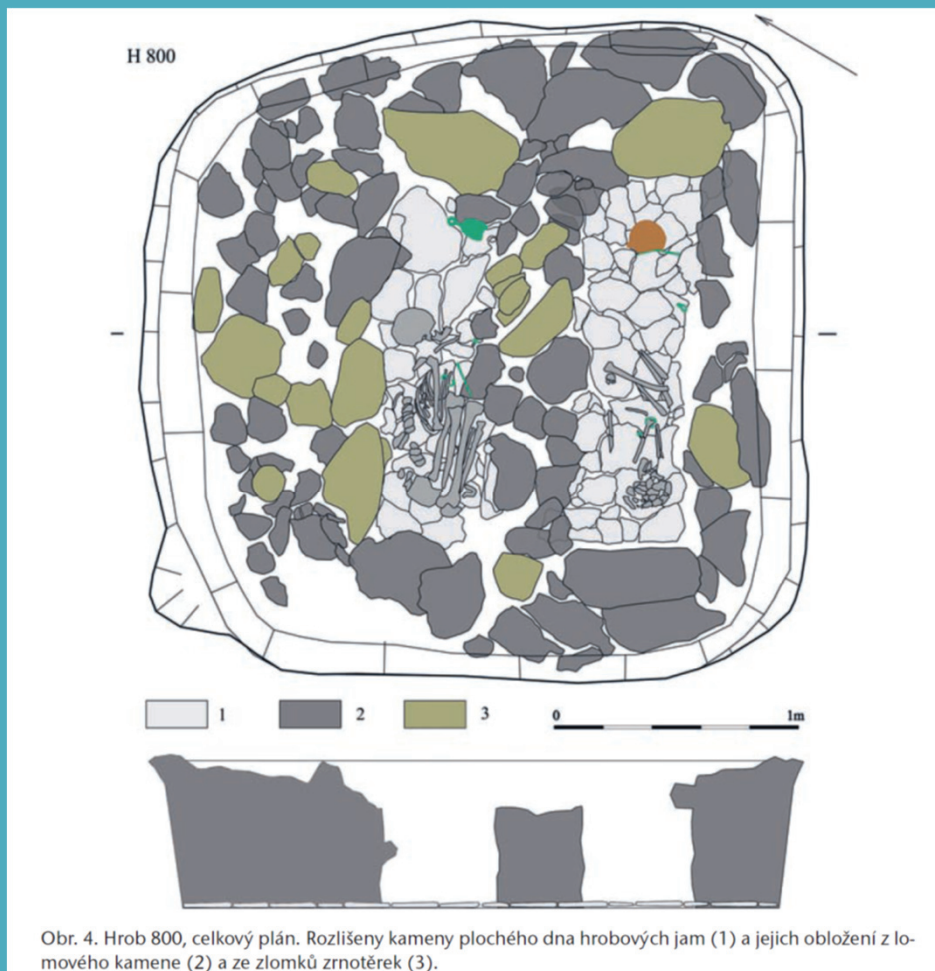 H 800
1
2
3
0
1m
Obr. 4. Hrob 800, celkový plán. Rozlišeny kameny plochého dna hrobových jam (1) a jejich obložení z lo-
mového kamene (2) a ze zlomků zrnotěrek (3).